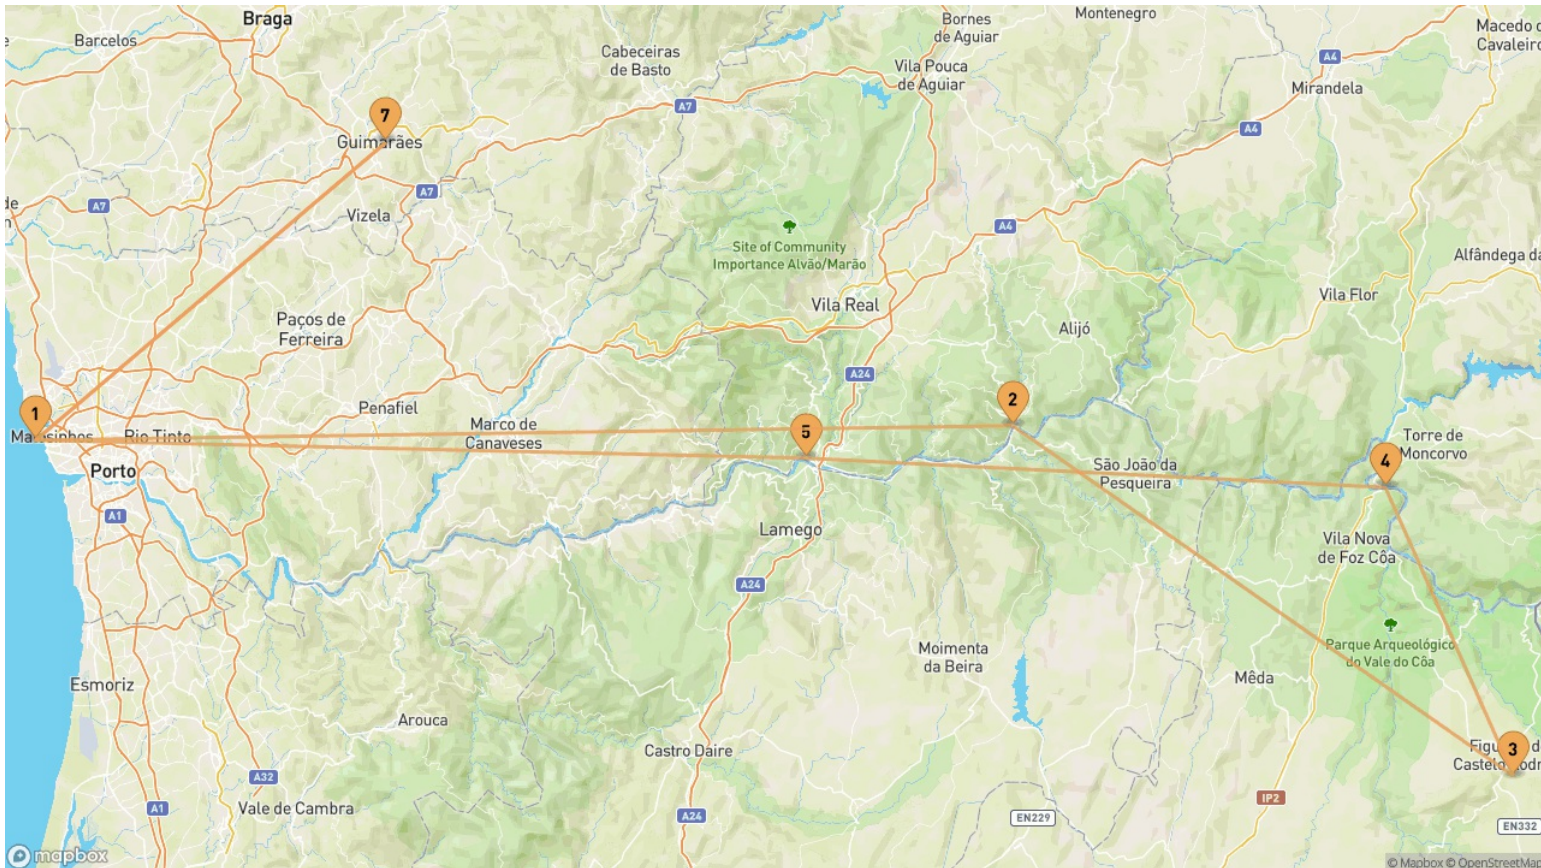 Braga
Bornes
de Aguiar
Montenegro
Macedo
Cavaleir
Barcelos
Cabeceiras
de Basto
A4
Vila Pouca
de Aguiar
Mirandela
A7
7
Guimarães
A4
A7
A7
Vizela
Site of Community
Importance Alvão/Marão
A4
Alfândega da
Vila Real
Vila Flor
Paços de
Ferreira
Alijó
A24
2
1
Penafiel
Marco de
Canaveses
5
Matosinhos
Rio Tinto
Torre de
Moncorvo
4
São João da
Pesqueira
Porto
A1
Lamego
Vila Nova
de Foz Côa
A24
Parque Arqueológico
do Vale do Côa
Moimenta
da Beira
Mêda
Esmoriz
Arouca
Castro Daire
3
Castelo
A32
Vale de Cambra
A1
A24
EN229
IP2
EN332
mapbox
© Mapbox © OpenStreetMap